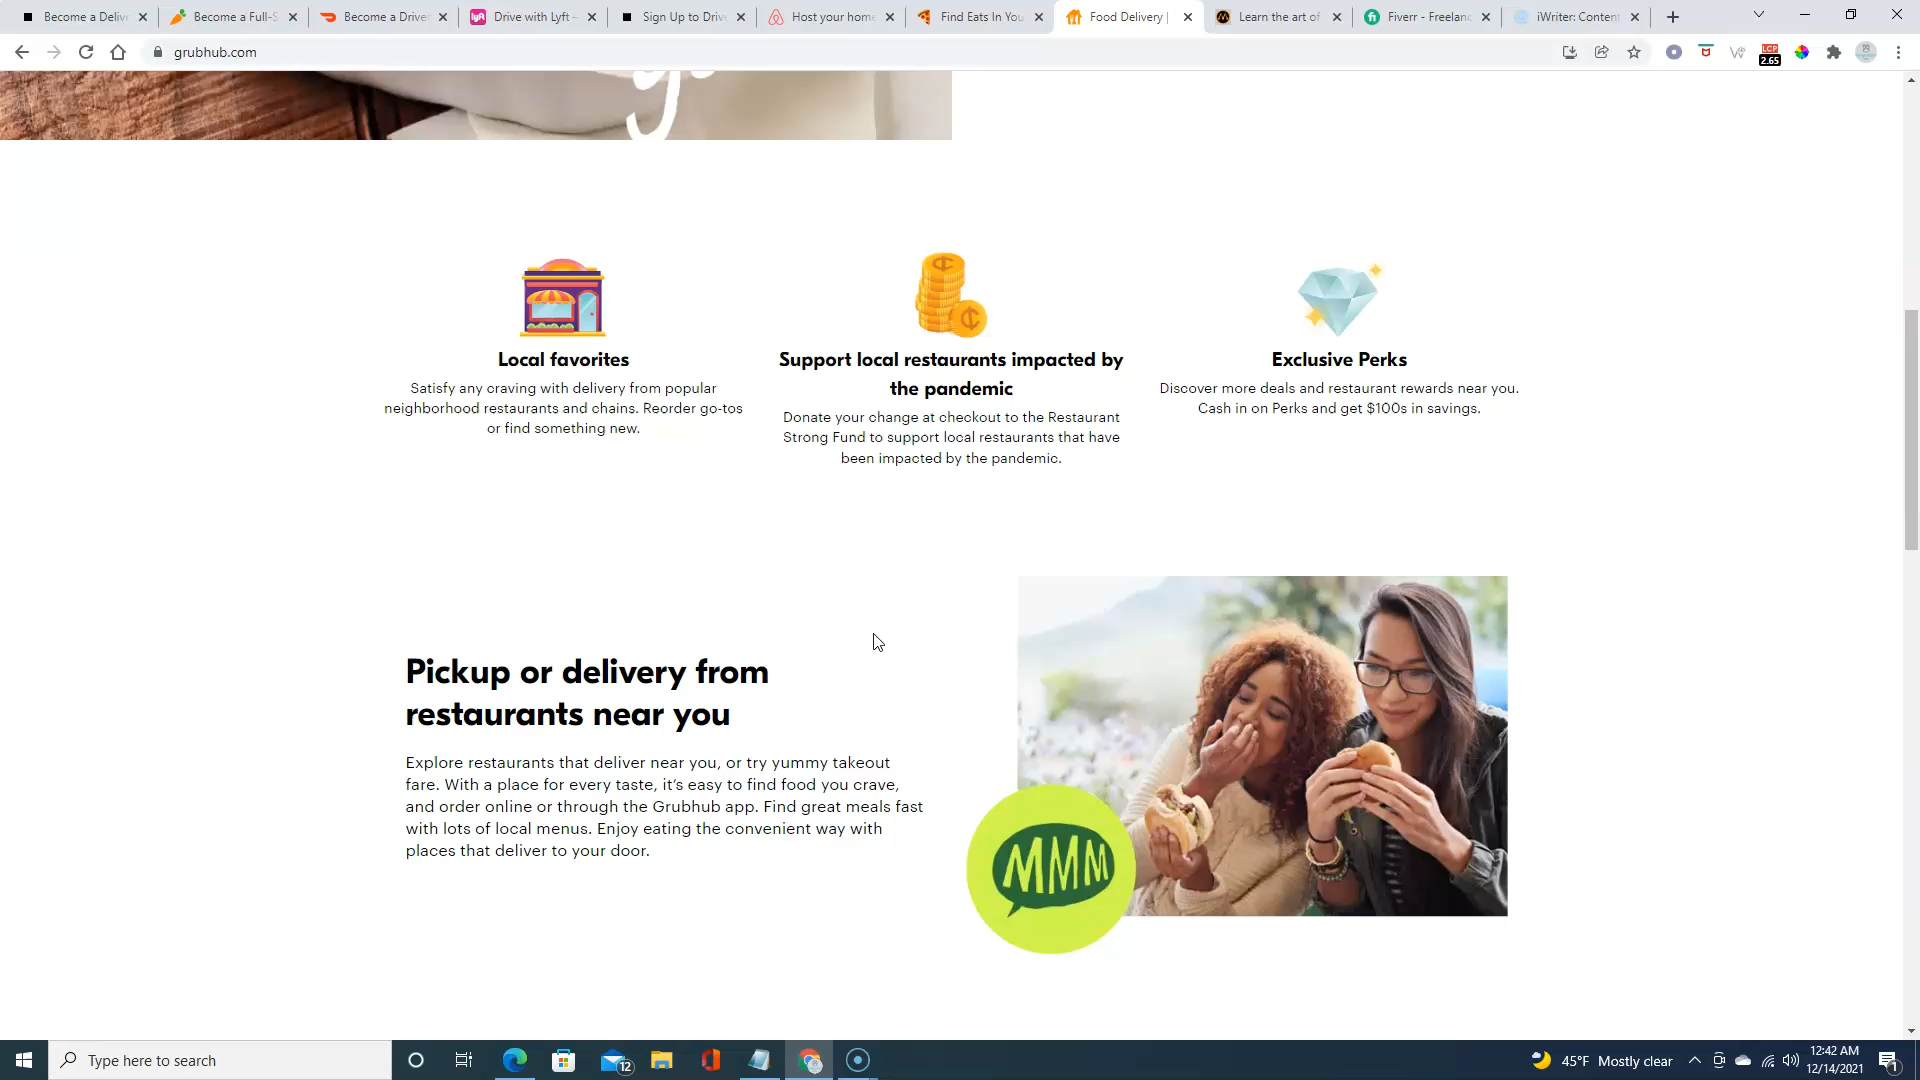 Become a Delive
Become a Full-S
Become a Drive
Drive with Lyft -
Sign Up to Driv
Host your home
Find Eats In You
Food Delivery |
Learn the art of
Fiverr - Freelanc
iWriter: Content
grubhub.com
LCP
2.65
Local favorites
Satisfy any craving with delivery from popular
neighborhood restaurants and chains. Reorder go-tos
or find something new.
Support local restaurants impacted by
the pandemic
Donate your change at checkout to the Restaurant
Strong Fund to support local restaurants that have
been impacted by the pandemic.
Exclusive Perks
Discover more deals and restaurant rewards near you.
Cash in on Perks and get $100s in savings.
Pickup or delivery from
restaurants near you
Explore restaurants that deliver near you, or try yummy takeout
fare. With a place for every taste, it’s easy to find food you crave,
and order online or through the Grubhub app. Find great meals fast
with lots of local menus. Enjoy eating the convenient way with
places that deliver to your door.
MMM
Type here to search
12
45°F Mostly clear
12:42 AM
12/14/2021
1